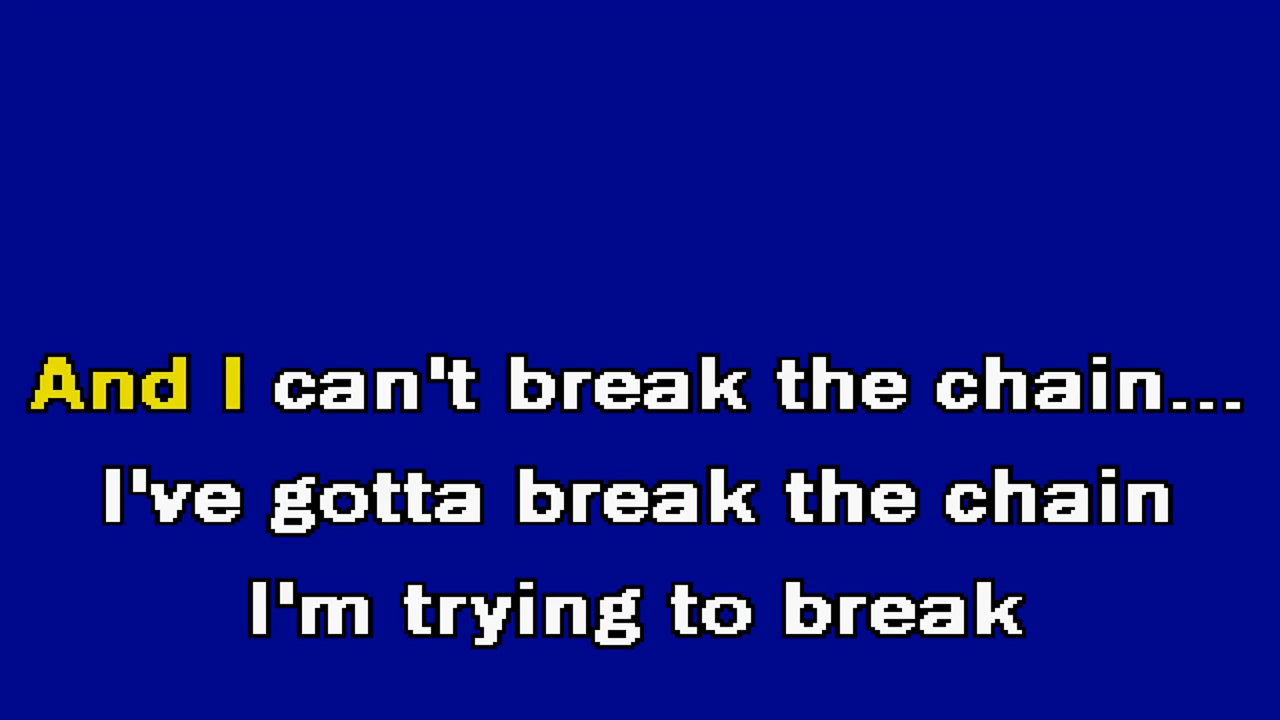 And I can't break the chain...
I've gotta break the chain
I'm trying to break